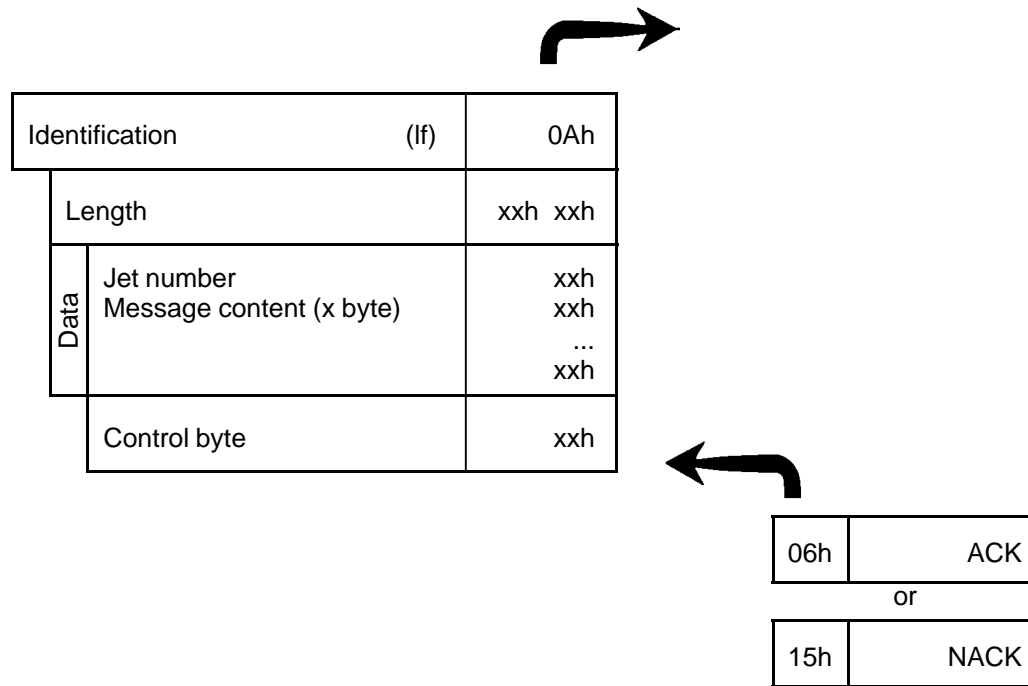 Identification (lf) 0Ah
Length xxh xxh
Data
Jet number xxh
Message content (x byte) xxh
...
xxh
Control byte xxh
06h ACK
or
15h NACK